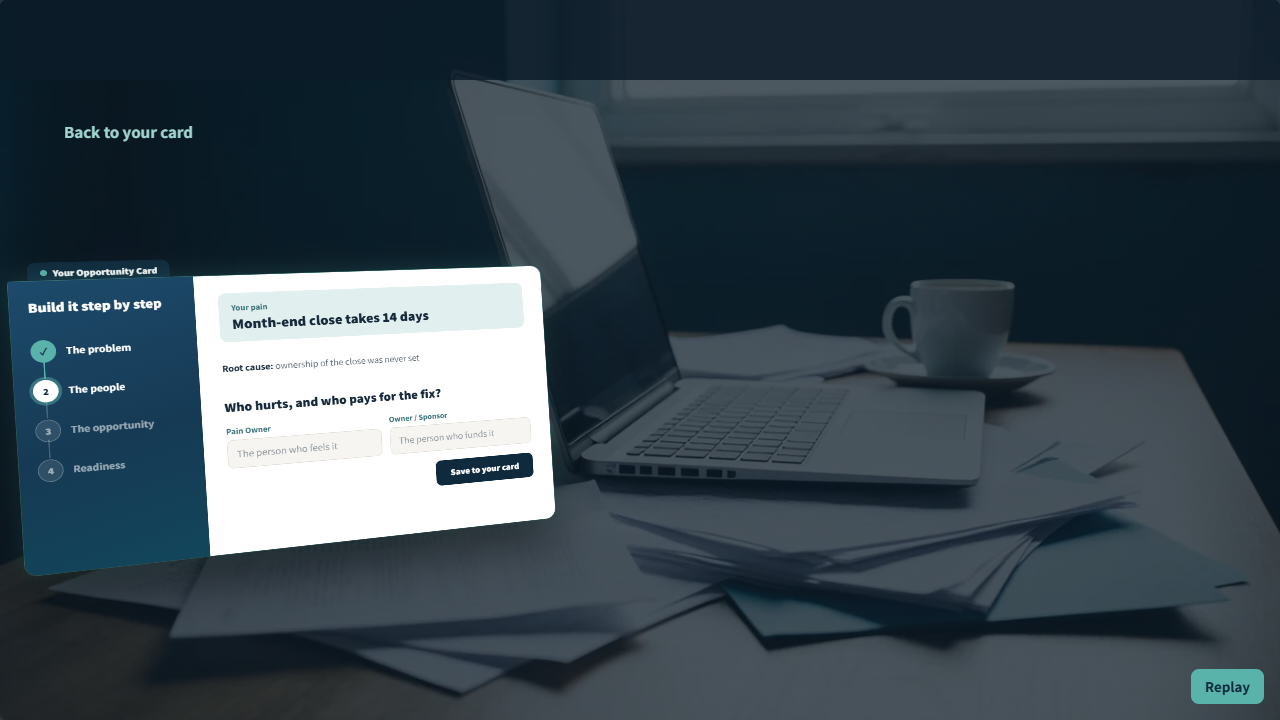 Back to your card
Your Opportunity Card
Build it step by step
✓ The problem
2 The people
3 The opportunity
4 Readiness
Your pain
Month-end close takes 14 days
Root cause: ownership of the close was never set
Who hurts, and who pays for the fix?
Pain Owner
The person who feels it
Owner / Sponsor
The person who funds it
Save to your card
Replay